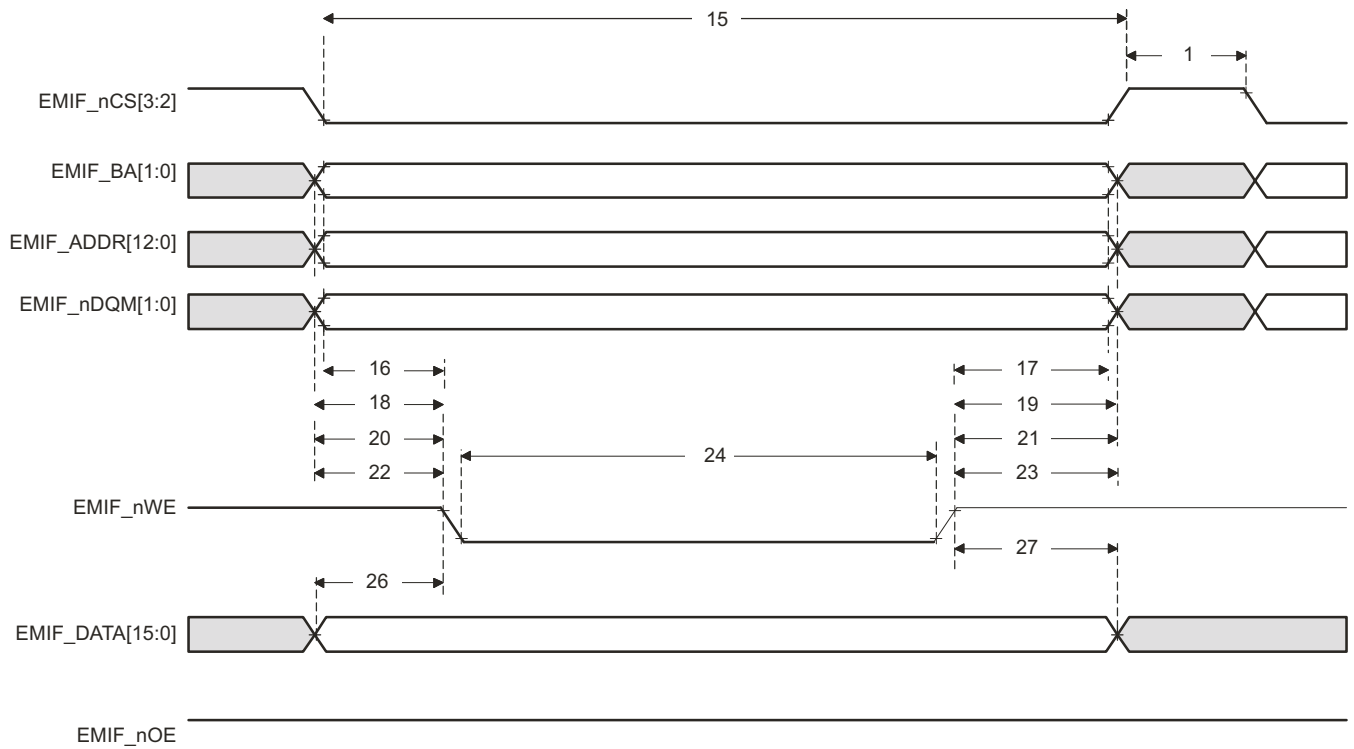 15
1
EMIF_nCS[3:2]
EMIF_BA[1:0]
EMIF_ADDR[12:0]
EMIF_nDQM[1:0]
16
17
18
19
20
21
24
22
23
EMIF_nWE
27
26
EMIF_DATA[15:0]
EMIF_nOE